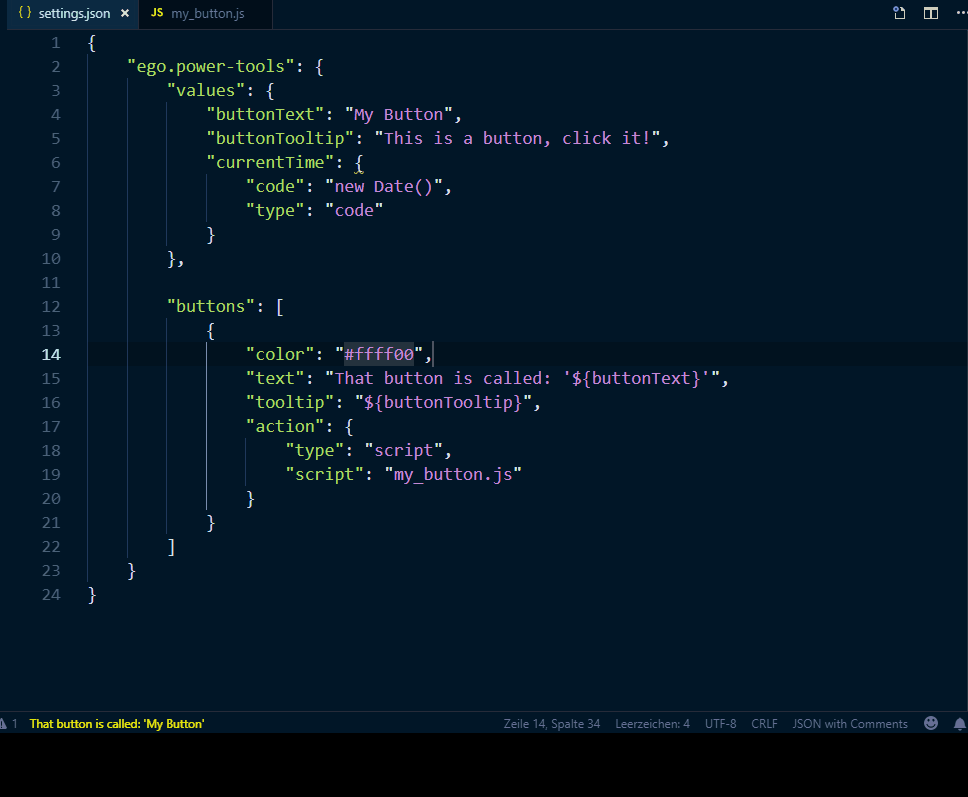 {} settings.json ×
JS my_button.js
1 {
2 "ego.power-tools": {
3 "values": {
4 "buttonText": "My Button",
5 "buttonTooltip": "This is a button, click it!",
6 "currentTime": {
7 "code": "new Date()",
8 "type": "code"
9 }
10 },
11
12 "buttons": [
13 {
14 "color": "#ffff00",
15 "text": "That button is called: '${buttonText}'",
16 "tooltip": "${buttonTooltip}",
17 "action": {
18 "type": "script",
19 "script": "my_button.js"
20 }
21 }
22 ]
23 }
24 }
1 That button is called: 'My Button' Zeile 14, Spalte 34 Leerzeichen: 4 UTF-8 CRLF JSON with Comments